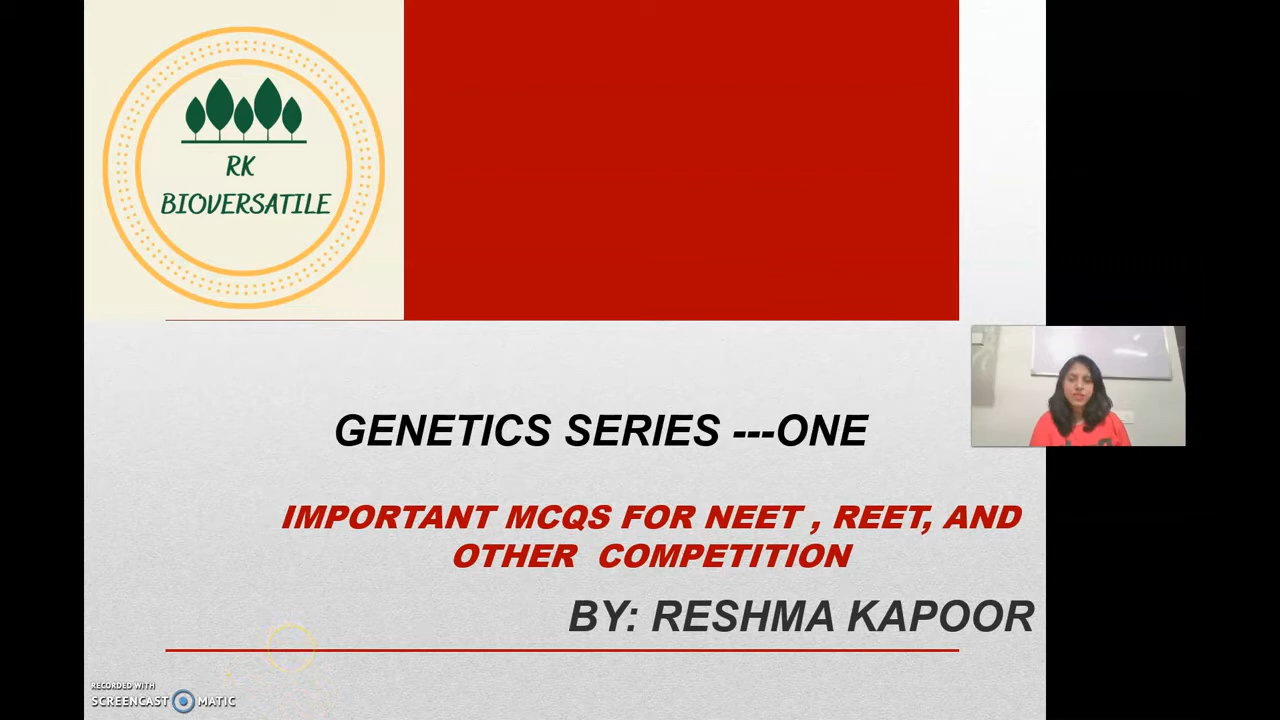 RK
BIOVERSATILE
GENETICS SERIES ---ONE
IMPORTANT MCQS FOR NEET , REET, AND
OTHER COMPETITION
BY: RESHMA KAPOOR
RECORDED WITH
SCREENCAST MATIC